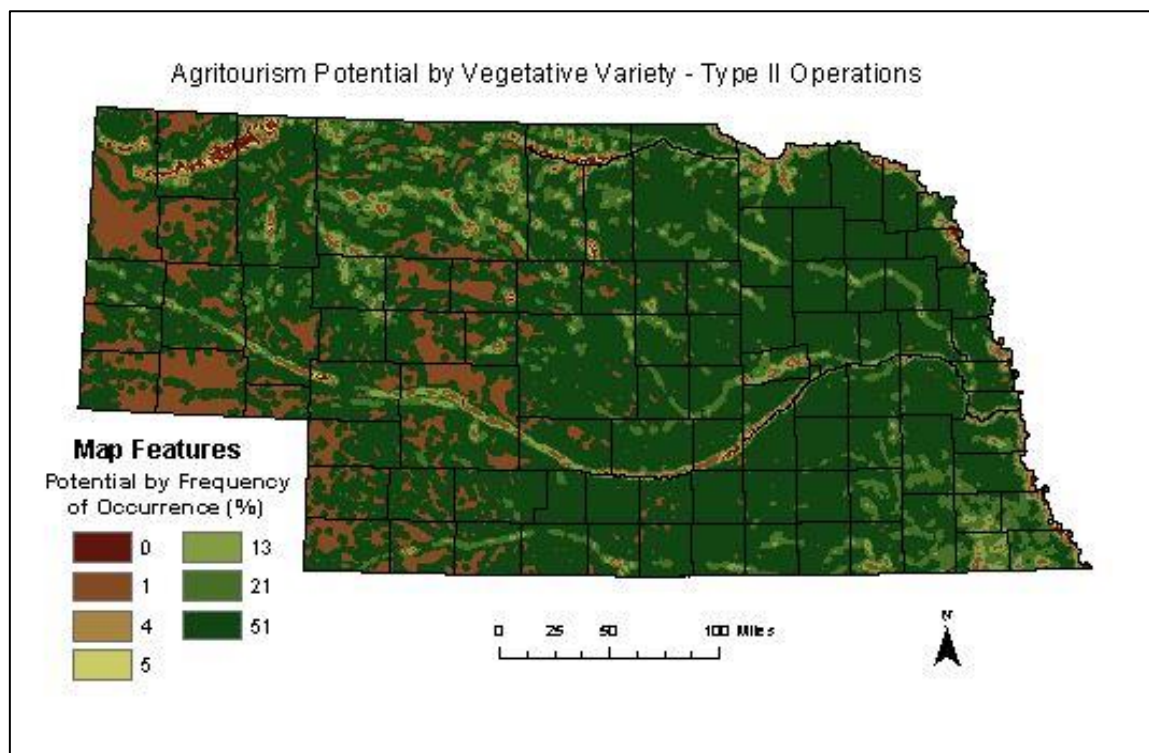 Agritourism Potential by Vegetative Variety - Type II Operations
Map Features
Potential by Frequency
of Occurrence (%)
0
13
1
21
4
51
5
0 25 50 100 Miles
N